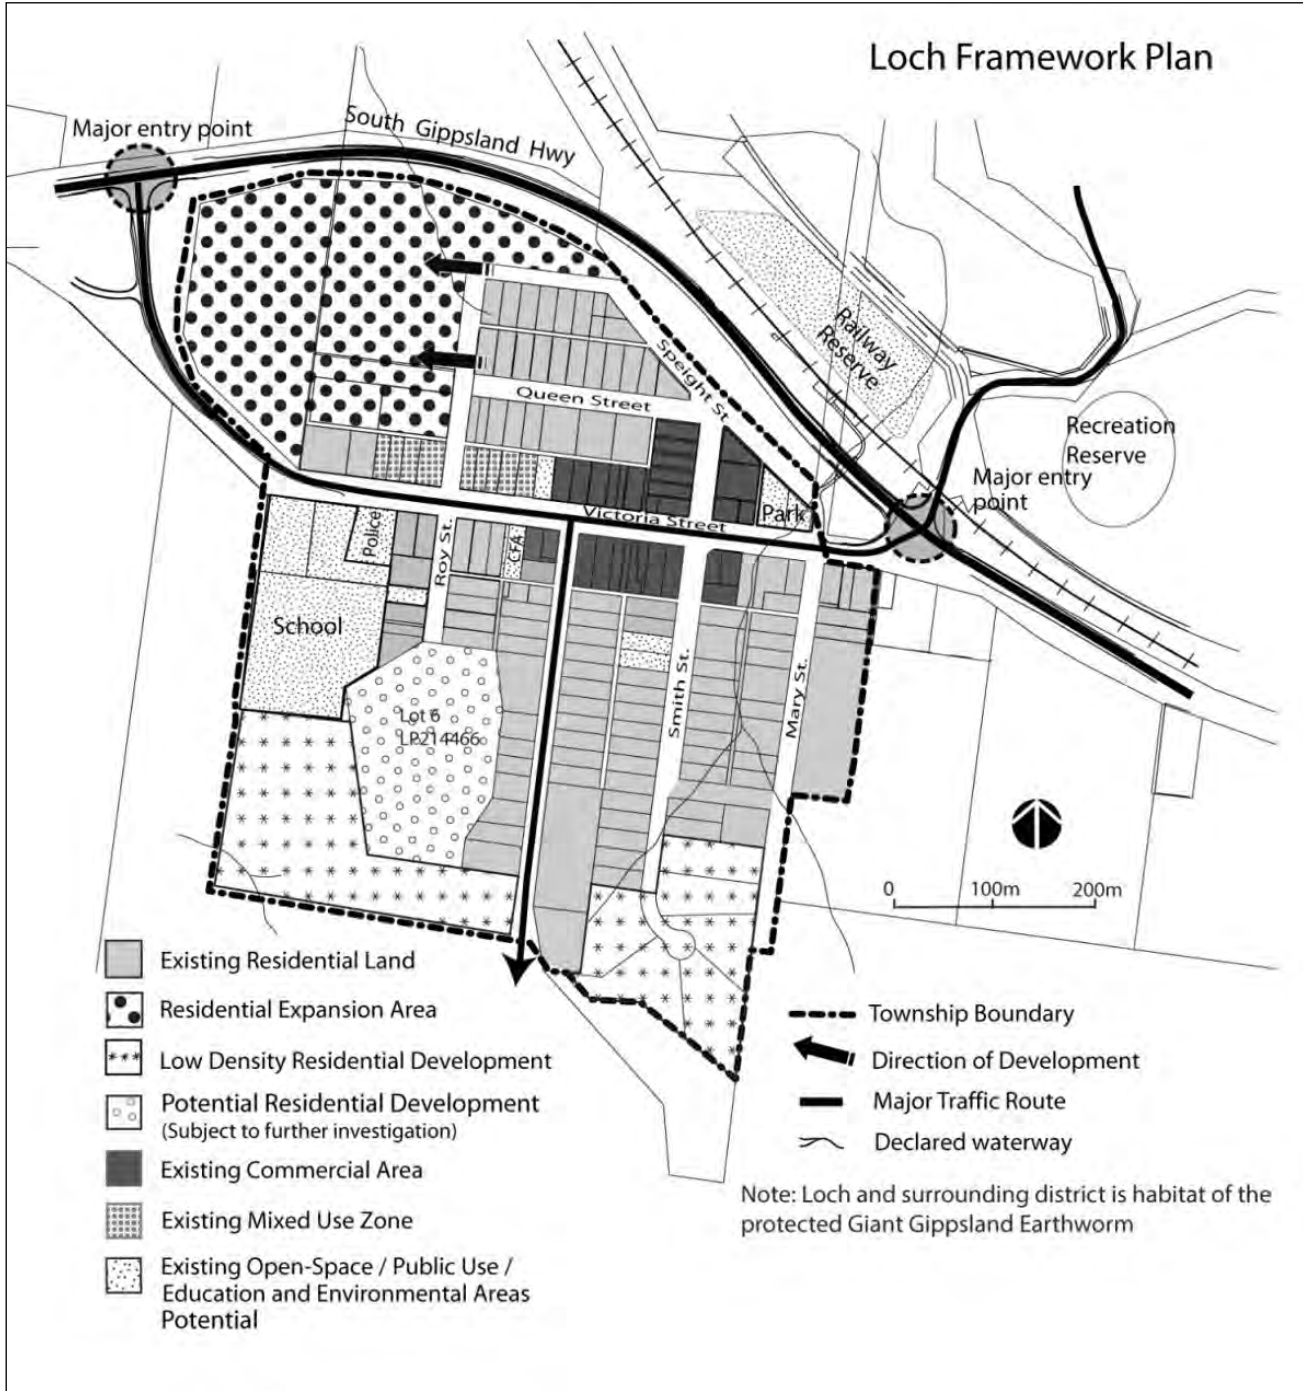 Loch Framework Plan
Major entry point
South Gippsland Hwy
Railway
Reserve
Speight St.
Queen Street
Recreation
Reserve
Major entry
point
Victoria Street
Park
Police
Roy St.
CFA
School
Smith St.
Mary St.
Lot 6
LP214466
0 100m 200m
Existing Residential Land
Residential Expansion Area
Low Density Residential Development
Potential Residential Development
(Subject to further investigation)
Existing Commercial Area
Existing Mixed Use Zone
Existing Open-Space / Public Use /
Education and Environmental Areas
Potential
Township Boundary
Direction of Development
Major Traffic Route
Declared waterway
Note: Loch and surrounding district is habitat of the
protected Giant Gippsland Earthworm